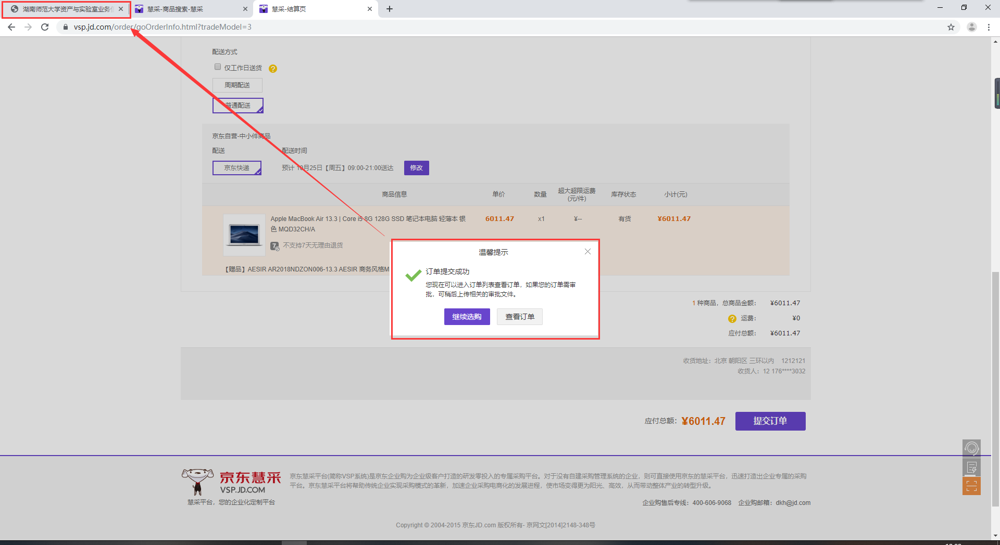 湖南师范大学资产与实验室业务
慧采-商品搜索-慧采
慧采-结算页
vsp.jd.com/order/goOrderInfo.html?tradeModel=3
配送方式
仅工作日送货 ?
周期配送
普通配送
京东自营-中小件商品
配送 配送时间
京东快递 预计 10月25日【周五】09:00-21:00送达 修改
商品信息 单价 数量 超大超限运费 库存状态 小计(元)
(元/件)
Apple MacBook Air 13.3 | Core i5 8G 128G SSD 笔记本电脑 轻薄本 银 6011.47 x1 ¥-- 有货 ¥6011.47
色 MQD32CH/A
7 不支持7天无理由退货
【赠品】AESIR AR2018NDZON006-13.3 AESIR 商务风格M
温馨提示
订单提交成功
您现在可以进入订单列表查看订单，如果您的订单需审
批，可稍后上传相关的审批文件。
继续选购 查看订单
1 种商品，总商品金额： ¥6011.47
? 运费： ¥0
应付总额： ¥6011.47
收货地址：北京 朝阳区 三环以内 1212121
收货人：12 176****3032
应付总额：¥6011.47 提交订单
京东慧采
VSP.JD.COM
慧采平台，您的企业化定制平台
京东慧采平台(简称VSP系统)是京东企业购为企业级客户打造的研发零投入的专属采购平台。对于没有自建采购管理系统的企业，则可直接使用京东的慧采平台，迅速打造出企业专属的采购
平台。京东慧采平台将帮助传统企业实现采购模式的革新，加速企业采购电商化的发展进程，使市场变得更为阳光、高效，从而带动整体产业的转型升级。
企业购售后专线：400-606-9068 企业购邮箱：dkh@jd.com
Copyright © 2004-2015 京东JD.com 版权所有- 京网文[2014]2148-348号